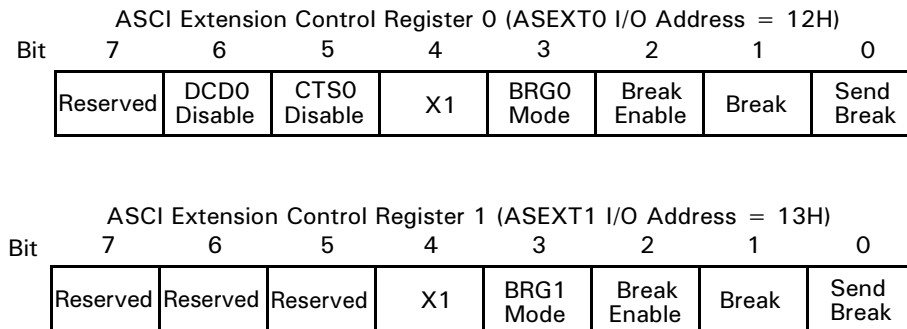 ASCI Extension Control Register 0 (ASEXT0 I/O Address = 12H)
Bit 7 6 5 4 3 2 1 0
Reserved DCD0 Disable CTS0 Disable X1 BRG0 Mode Break Enable Break Send Break
ASCI Extension Control Register 1 (ASEXT1 I/O Address = 13H)
Bit 7 6 5 4 3 2 1 0
Reserved Reserved Reserved X1 BRG1 Mode Break Enable Break Send Break